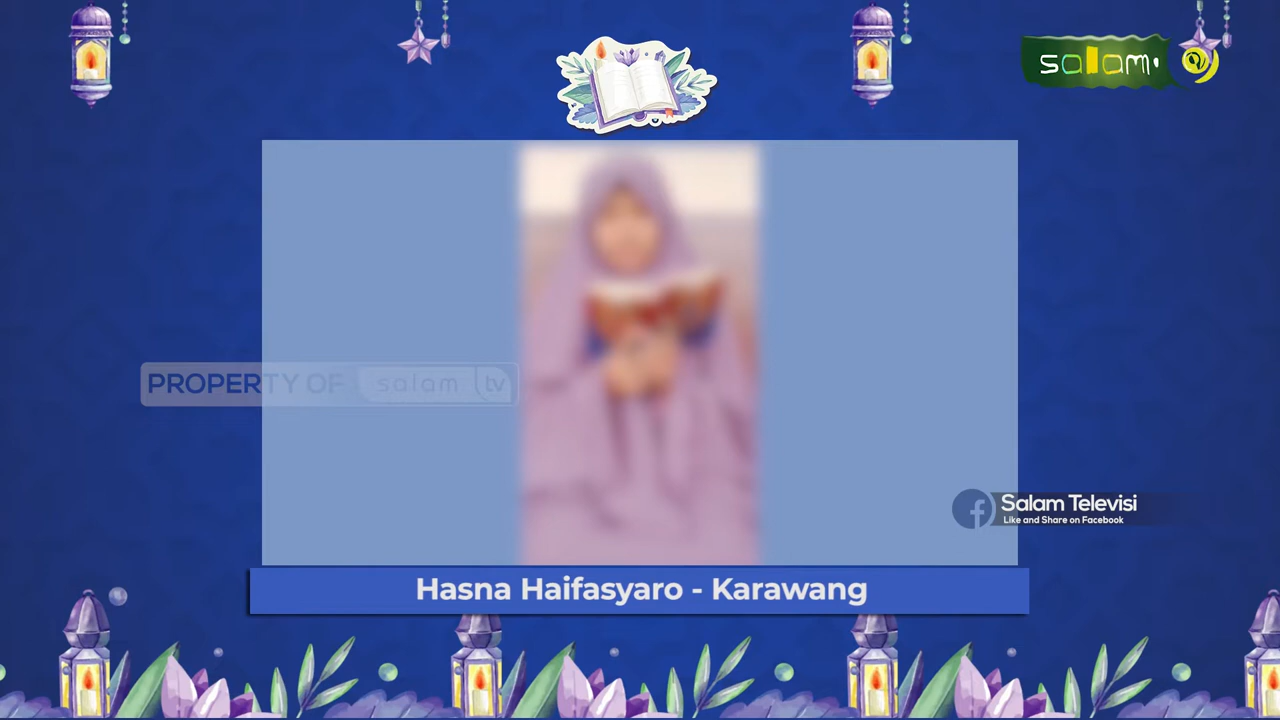 salam
PROPERTY OF salam tv
Salam Televisi
Like and Share on Facebook
Hasna Haifasyaro - Karawang